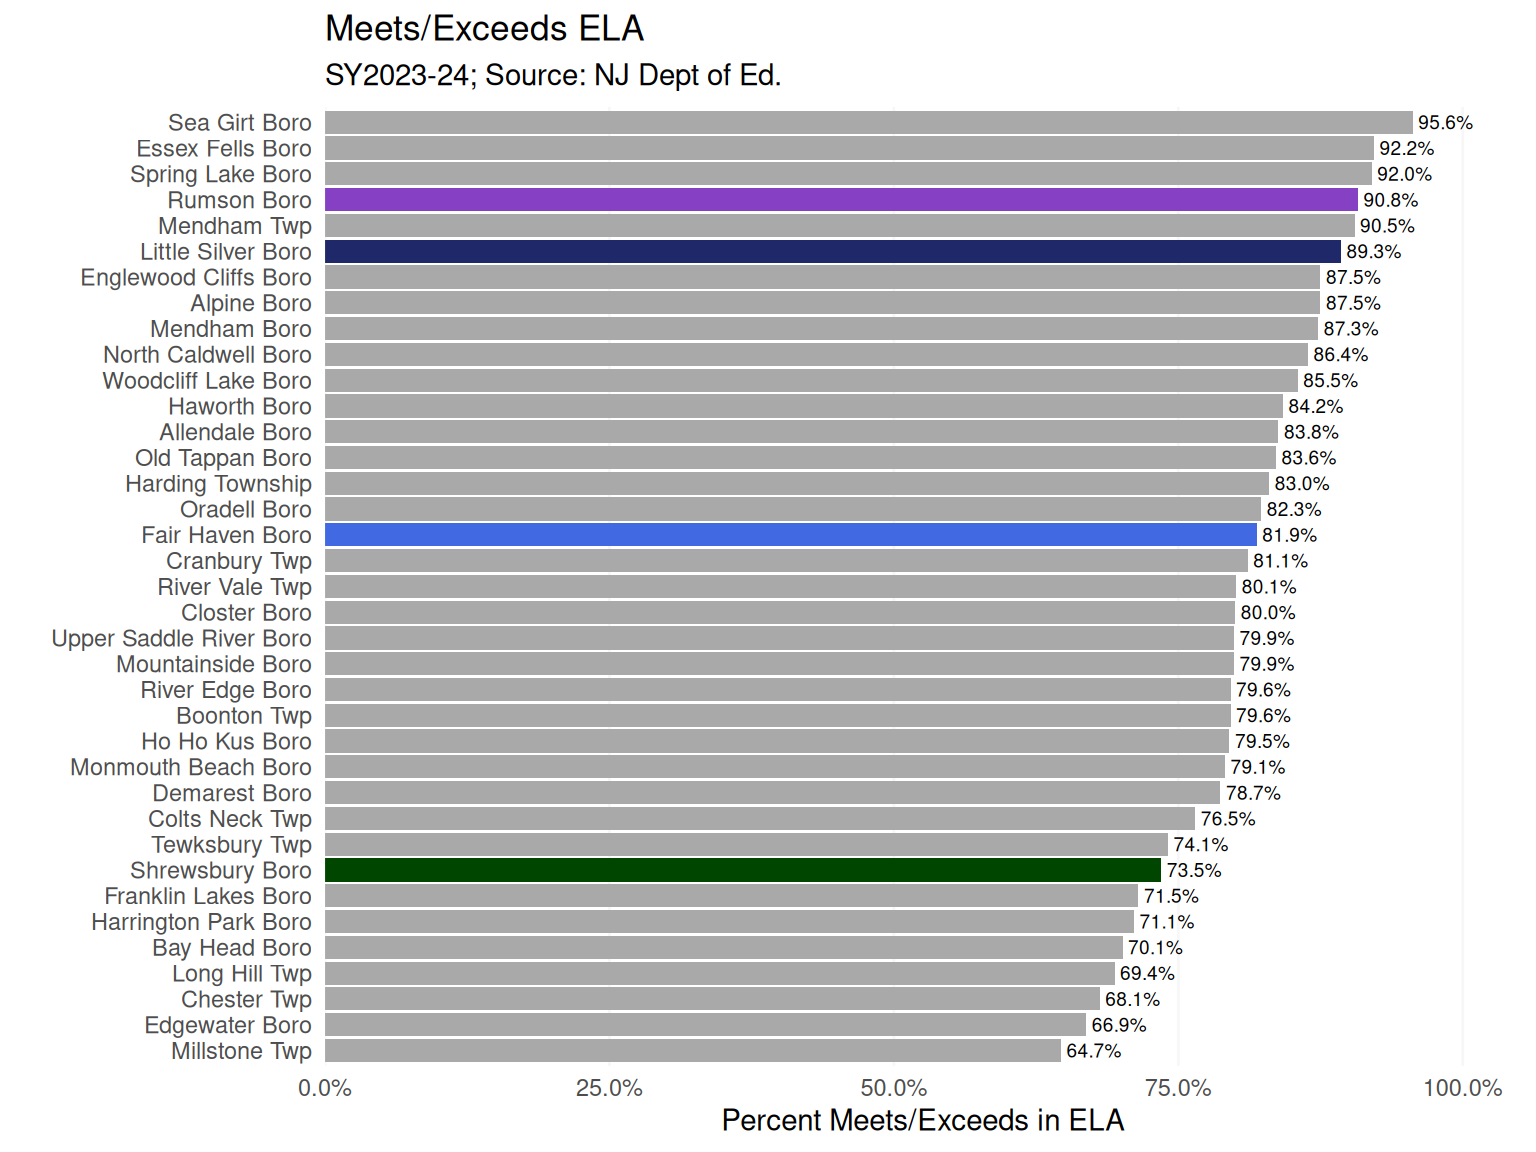 Meets/Exceeds ELA
SY2023-24; Source: NJ Dept of Ed.
Sea Girt Boro 95.6%
Essex Fells Boro 92.2%
Spring Lake Boro 92.0%
Rumson Boro 90.8%
Mendham Twp 90.5%
Little Silver Boro 89.3%
Englewood Cliffs Boro 87.5%
Alpine Boro 87.5%
Mendham Boro 87.3%
North Caldwell Boro 86.4%
Woodcliff Lake Boro 85.5%
Haworth Boro 84.2%
Allendale Boro 83.8%
Old Tappan Boro 83.6%
Harding Township 83.0%
Oradell Boro 82.3%
Fair Haven Boro 81.9%
Cranbury Twp 81.1%
River Vale Twp 80.1%
Closter Boro 80.0%
Upper Saddle River Boro 79.9%
Mountainside Boro 79.9%
River Edge Boro 79.6%
Boonton Twp 79.6%
Ho Ho Kus Boro 79.5%
Monmouth Beach Boro 79.1%
Demarest Boro 78.7%
Colts Neck Twp 76.5%
Tewksbury Twp 74.1%
Shrewsbury Boro 73.5%
Franklin Lakes Boro 71.5%
Harrington Park Boro 71.1%
Bay Head Boro 70.1%
Long Hill Twp 69.4%
Chester Twp 68.1%
Edgewater Boro 66.9%
Millstone Twp 64.7%
0.0% 25.0% 50.0% 75.0% 100.0%
Percent Meets/Exceeds in ELA